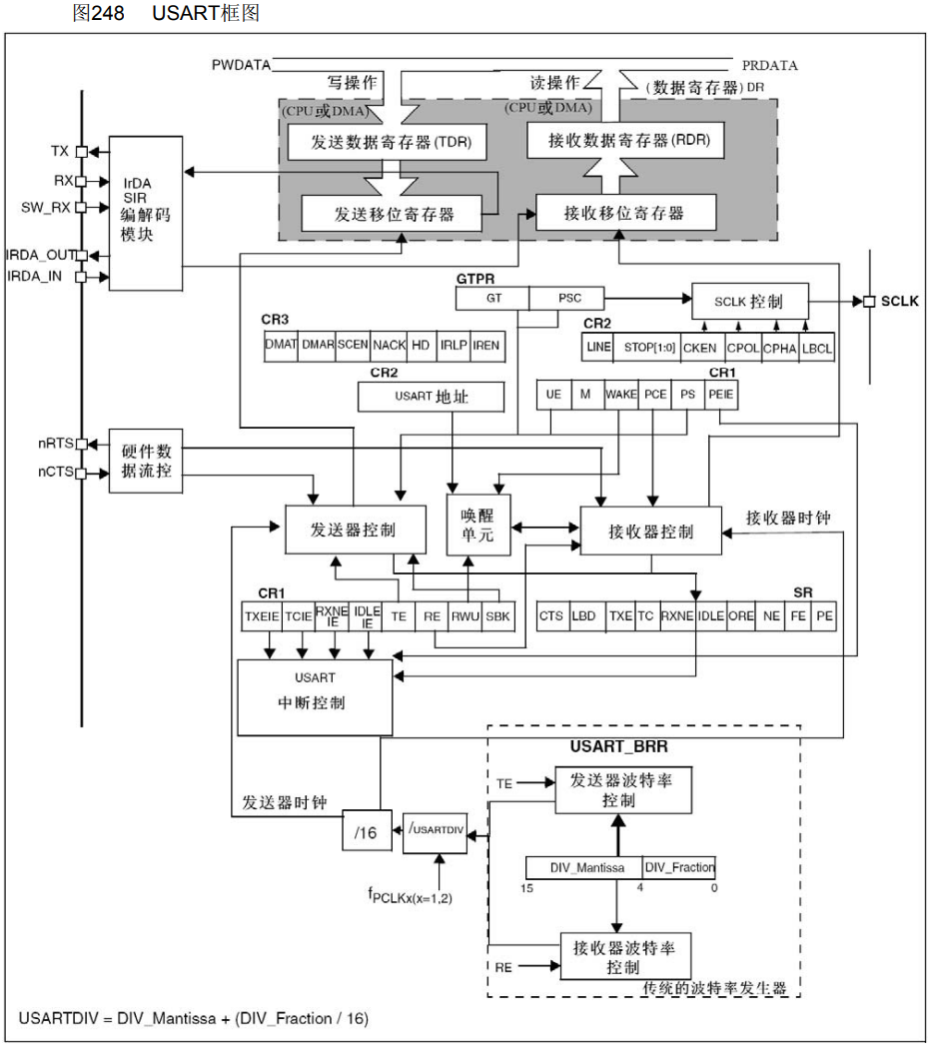 图248 USART框图
PWDATA
PRDATA
写操作
读操作
(数据寄存器) DR
(CPU或DMA)
(CPU或DMA)
发送数据寄存器(TDR)
接收数据寄存器(RDR)
TX
RX
SW_RX
IRDA_OUT
IRDA_IN
IrDA
SIR
编解码
模块
发送移位寄存器
接收移位寄存器
GTPR
GT PSC
SCLK 控制
SCLK
CR3
DMAT DMAR SCEN NACK HD IRLP IREN
CR2
LINE STOP[1:0] CKEN CPOL CPHA LBCL
CR2
USART 地址
CR1
UE M WAKE PCE PS PEIE
nRTS
nCTS
硬件数
据流控
发送器控制
唤醒
单元
接收器控制
接收器时钟
CR1
TXEIE TCIE RXNE IE IDLE IE TE RE RWU SBK
SR
CTS LBD TXE TC RXNE IDLE ORE NE FE PE
USART
中断控制
USART_BRR
TE
发送器波特率
控制
发送器时钟
/16
/USARTDIV
DIV_Mantissa DIV_Fraction
15 4 0
fPCLKx(x=1,2)
接收器波特率
控制
RE
传统的波特率发生器
USARTDIV = DIV_Mantissa + (DIV_Fraction / 16)